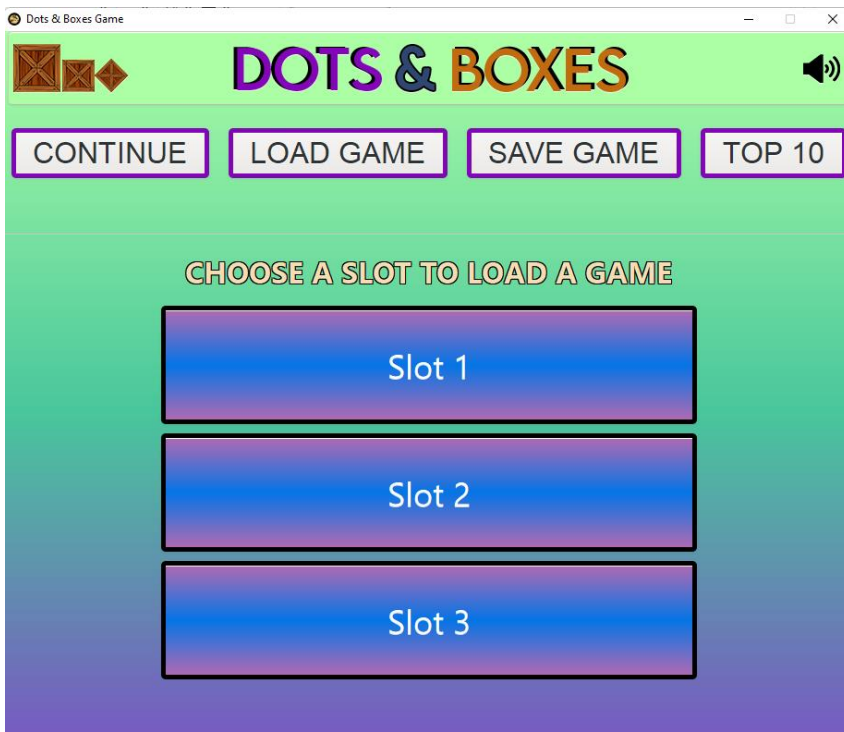 Dots & Boxes Game
DOTS & BOXES
CONTINUE LOAD GAME SAVE GAME TOP 10
CHOOSE A SLOT TO LOAD A GAME
Slot 1
Slot 2
Slot 3